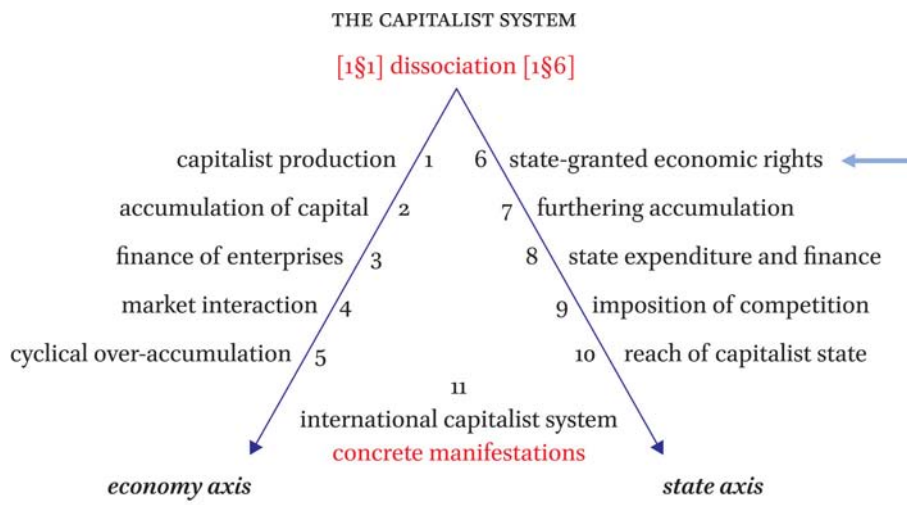 THE CAPITALIST SYSTEM
[1§1] dissociation [1§6]
capitalist production 1 6 state-granted economic rights
accumulation of capital 2 7 furthering accumulation
finance of enterprises 3 8 state expenditure and finance
market interaction 4 9 imposition of competition
cyclical over-accumulation 5 10 reach of capitalist state
11
international capitalist system
concrete manifestations
economy axis state axis